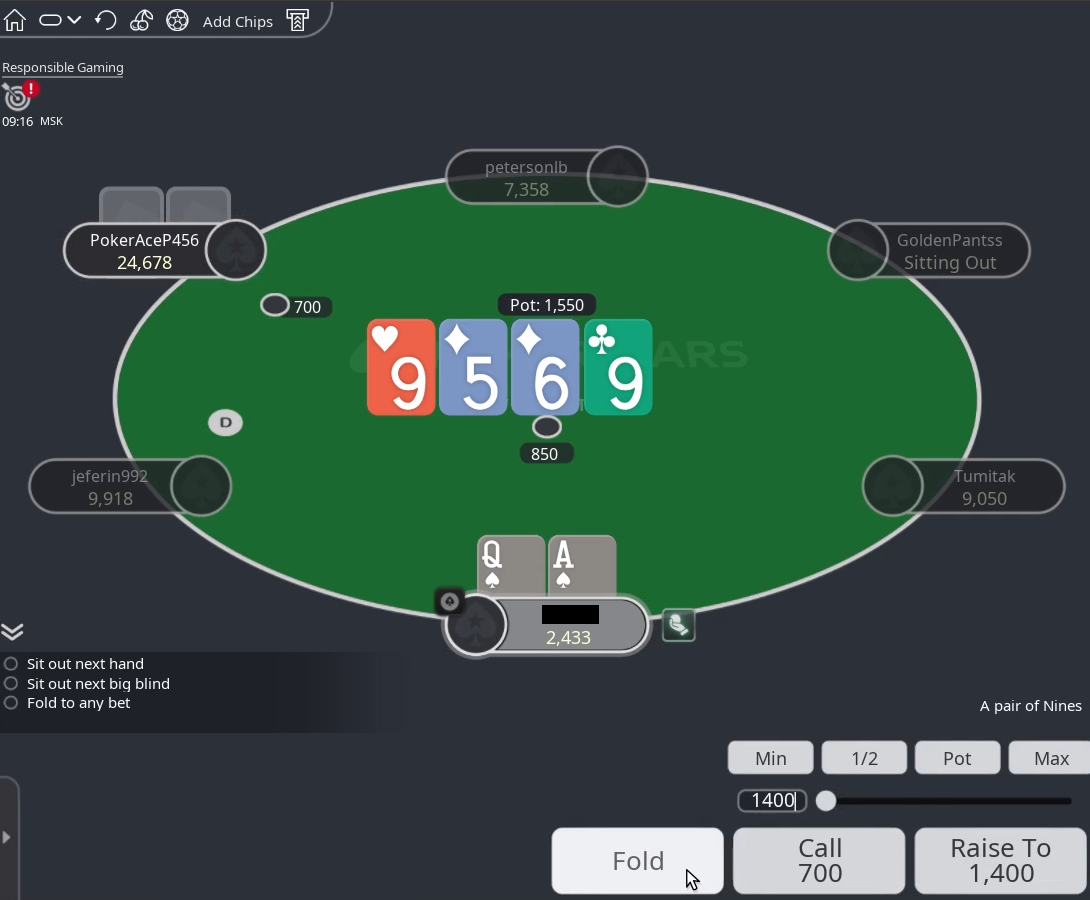 Add Chips
Responsible Gaming
!
09:16 MSK
petersonlb
7,358
PokerAceP456
24,678
GoldenPantss
Sitting Out
700
Pot: 1,550
9 5 6 9
850
D
jeferin992
9,918
Tumitak
9,050
Q A
2,433
Sit out next hand
Sit out next big blind
Fold to any bet
A pair of Nines
Min 1/2 Pot Max
1400
Fold
Call
700
Raise To
1,400